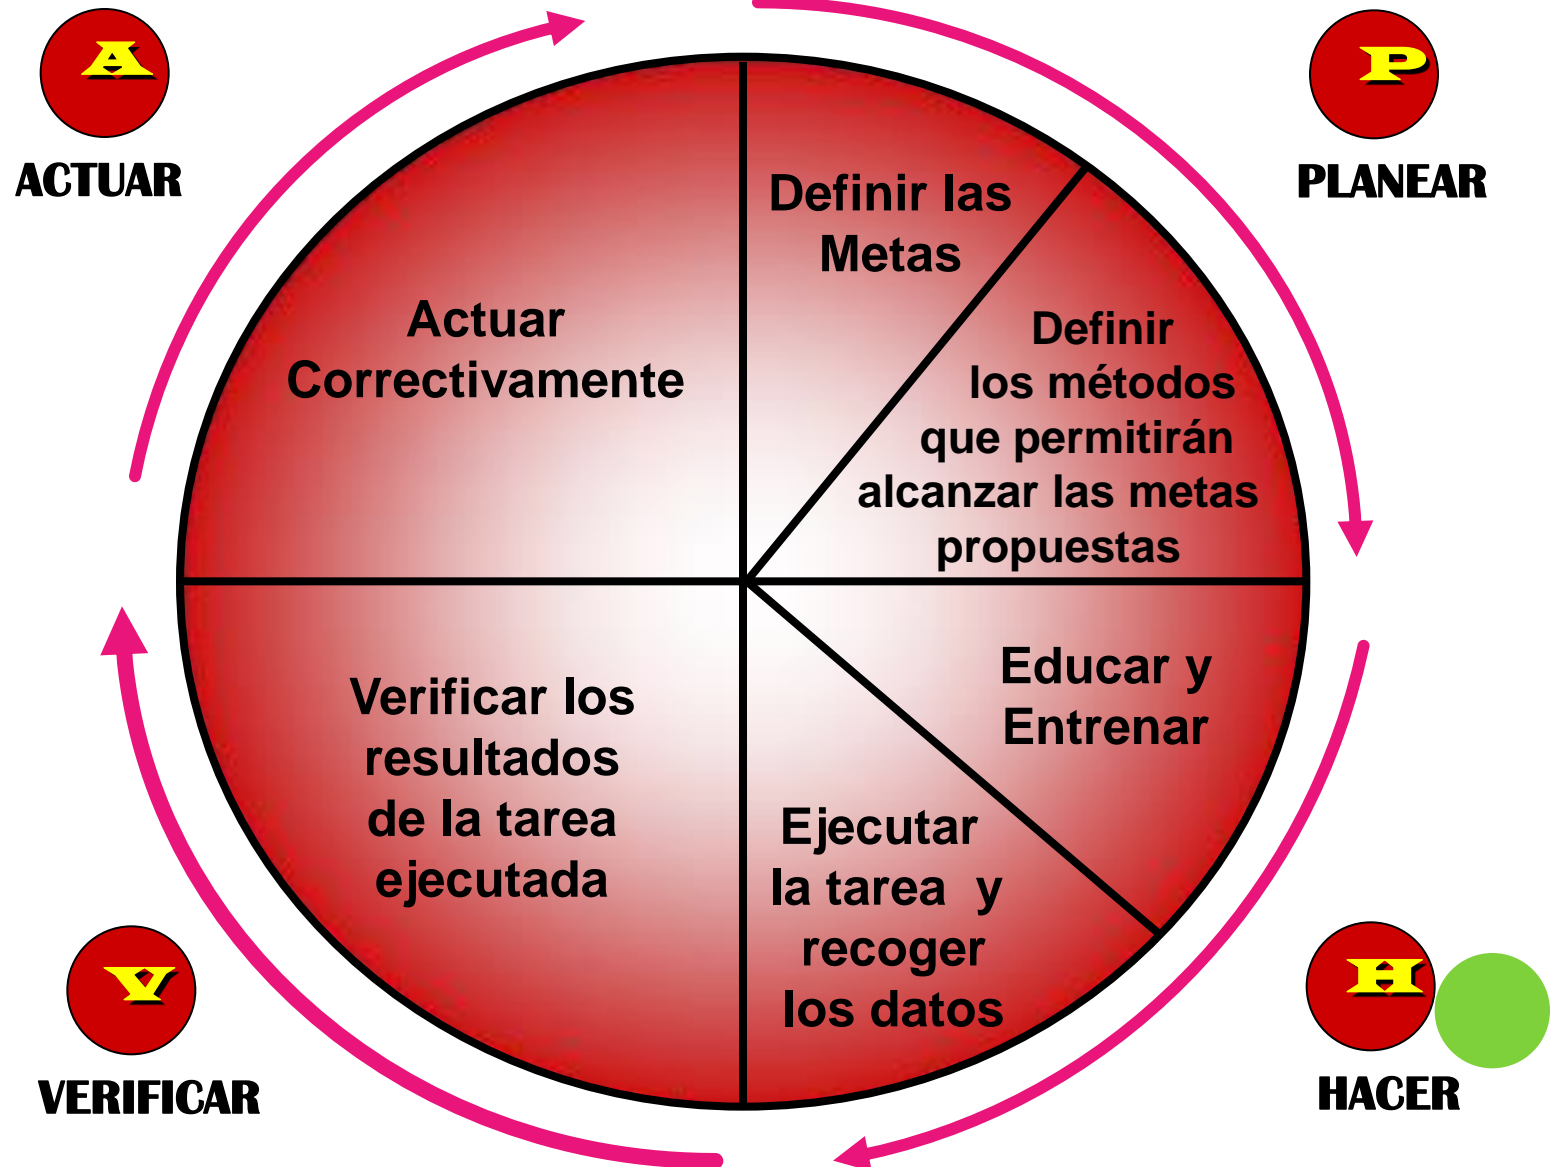 A
ACTUAR
P
PLANEAR
Definir las
Metas
Definir
los métodos
que permitirán
alcanzar las metas
propuestas
Actuar
Correctivamente
Educar y
Entrenar
Ejecutar
la tarea y
recoger
los datos
Verificar los
resultados
de la tarea
ejecutada
V
VERIFICAR
H
HACER